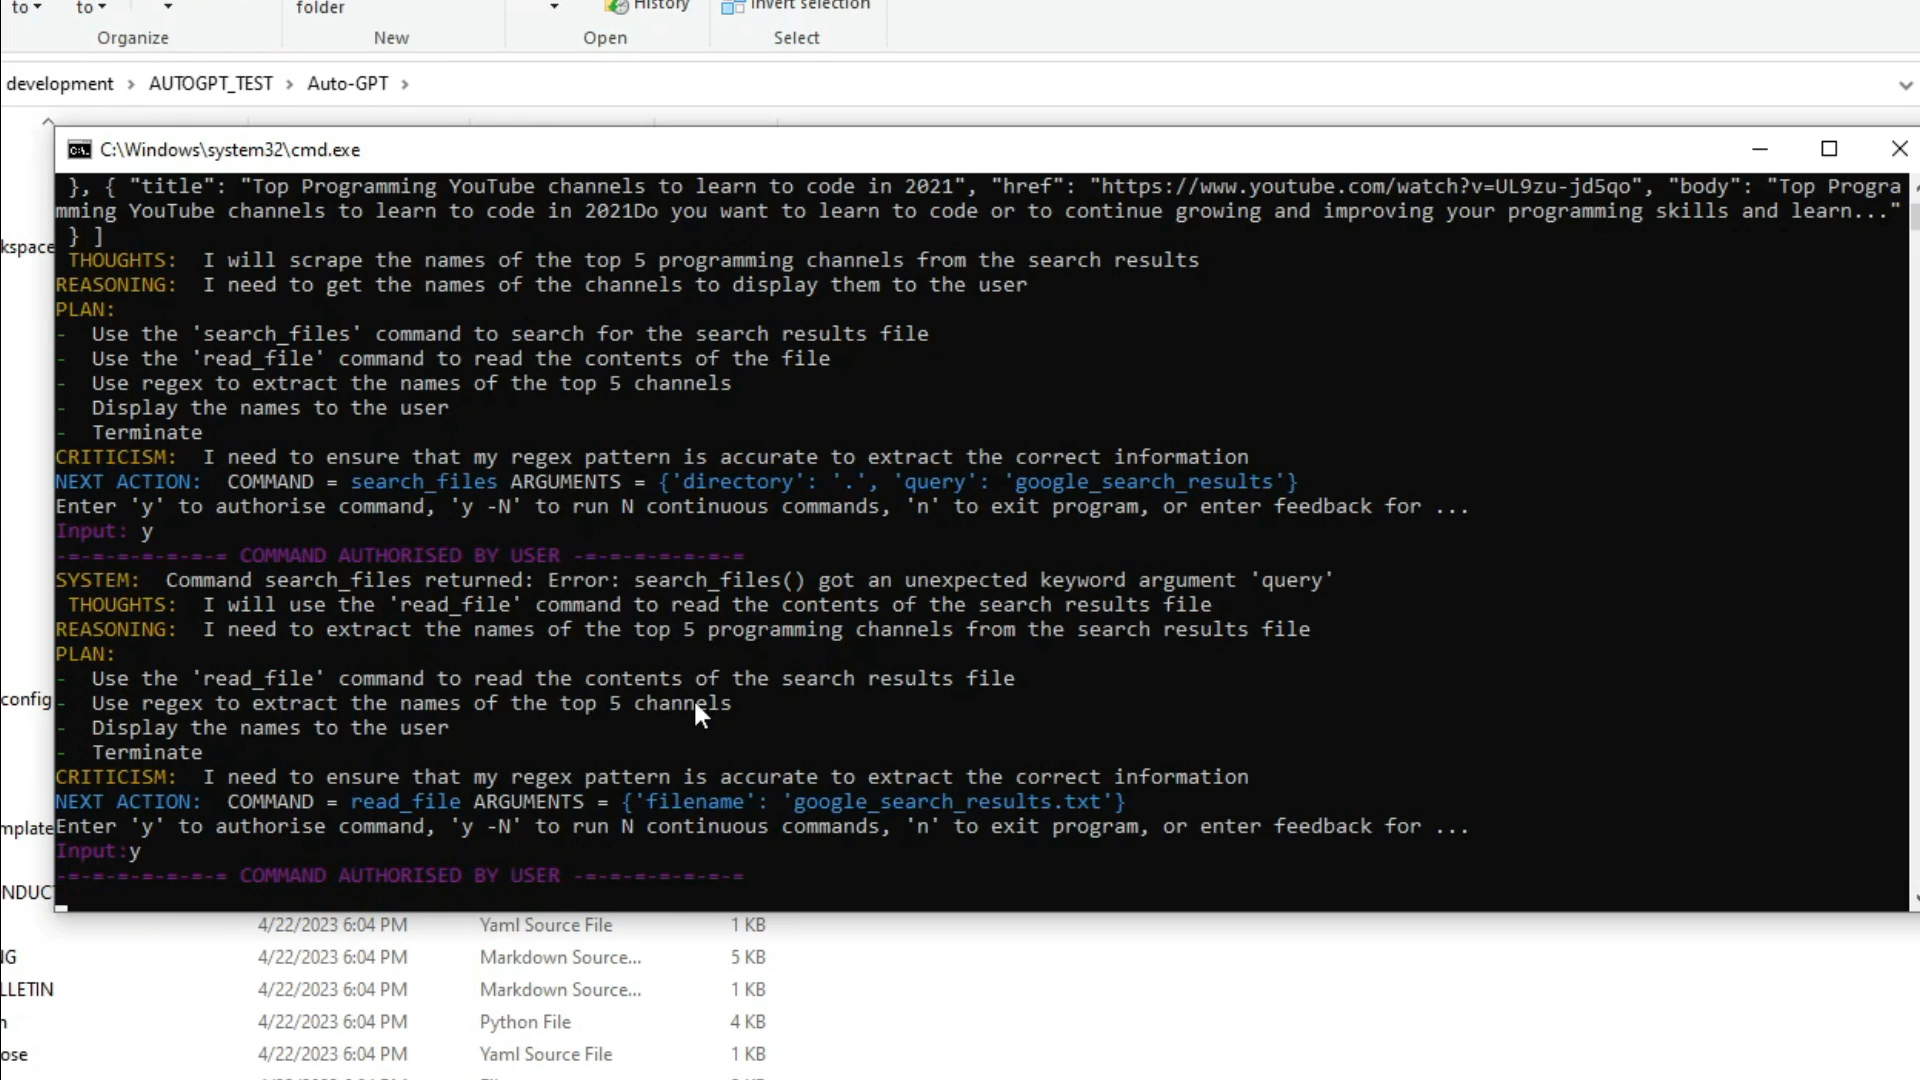 to to folder History Invert selection
Organize New Open Select
development > AUTOGPT_TEST > Auto-GPT >
C:\Windows\system32\cmd.exe
}, { "title": "Top Programming YouTube channels to learn to code in 2021", "href": "https://www.youtube.com/watch?v=UL9zu-jd5qo", "body": "Top Progra
mming YouTube channels to learn to code in 2021Do you want to learn to code or to continue growing and improving your programming skills and learn..."
} ]
kspace
THOUGHTS: I will scrape the names of the top 5 programming channels from the search results
REASONING: I need to get the names of the channels to display them to the user
PLAN:
- Use the 'search_files' command to search for the search results file
- Use the 'read_file' command to read the contents of the file
- Use regex to extract the names of the top 5 channels
- Display the names to the user
- Terminate
CRITICISM: I need to ensure that my regex pattern is accurate to extract the correct information
NEXT ACTION: COMMAND = search_files ARGUMENTS = {'directory': '.', 'query': 'google_search_results'}
Enter 'y' to authorise command, 'y -N' to run N continuous commands, 'n' to exit program, or enter feedback for ...
Input: y
-=-=-=-=-=-=-= COMMAND AUTHORISED BY USER -=-=-=-=-=-=-=
SYSTEM: Command search_files returned: Error: search_files() got an unexpected keyword argument 'query'
THOUGHTS: I will use the 'read_file' command to read the contents of the search results file
REASONING: I need to extract the names of the top 5 programming channels from the search results file
PLAN:
- Use the 'read_file' command to read the contents of the search results file
config
- Use regex to extract the names of the top 5 channels
- Display the names to the user
- Terminate
CRITICISM: I need to ensure that my regex pattern is accurate to extract the correct information
NEXT ACTION: COMMAND = read_file ARGUMENTS = {'filename': 'google_search_results.txt'}
mplate
Enter 'y' to authorise command, 'y -N' to run N continuous commands, 'n' to exit program, or enter feedback for ...
Input:y
-=-=-=-=-=-=-= COMMAND AUTHORISED BY USER -=-=-=-=-=-=-=
NDUC
4/22/2023 6:04 PM Yaml Source File 1 KB
IG 4/22/2023 6:04 PM Markdown Source... 5 KB
LLETIN 4/22/2023 6:04 PM Markdown Source... 1 KB
4/22/2023 6:04 PM Python File 4 KB
ose 4/22/2023 6:04 PM Yaml Source File 1 KB